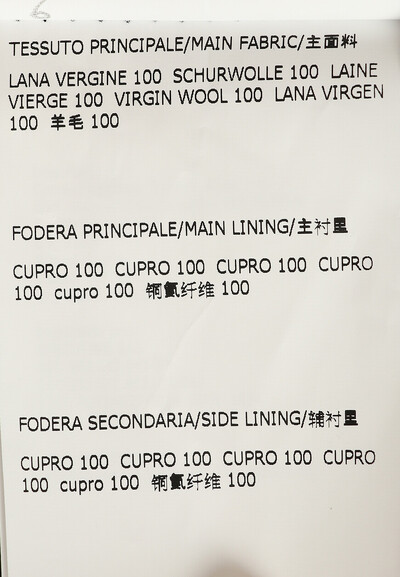 TESSUTO PRINCIPALE/MAIN FABRIC/主面料
LANA VERGINE 100 SCHURWOLLE 100 LAINE
VIERGE 100 VIRGIN WOOL 100 LANA VIRGEN
100 羊毛 100
FODERA PRINCIPALE/MAIN LINING/主衬里
CUPRO 100 CUPRO 100 CUPRO 100 CUPRO
100 cupro 100 铜氨纤维 100
FODERA SECONDARIA/SIDE LINING/辅衬里
CUPRO 100 CUPRO 100 CUPRO 100 CUPRO
100 cupro 100 铜氨纤维 100